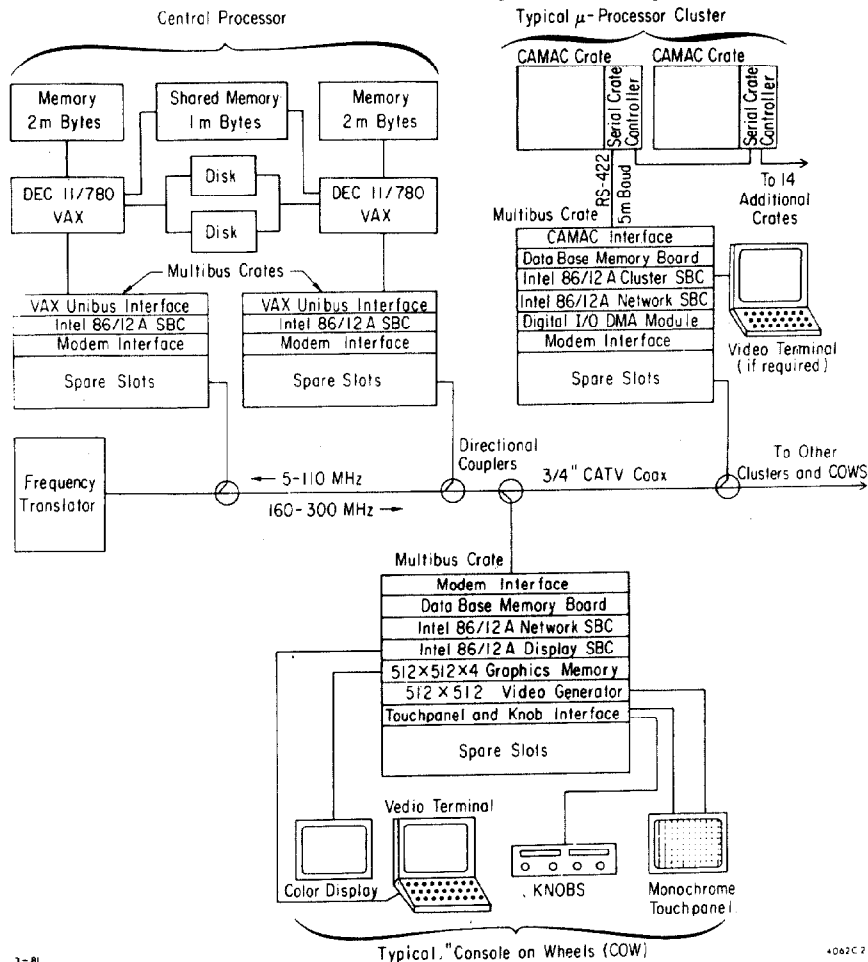 Central Processor
Memory
2m Bytes
Shared Memory
1m Bytes
Memory
2m Bytes
DEC 11/780
VAX
Disk
Disk
DEC 11/780
VAX
Multibus Crates
VAX Unibus Interface
Intel 86/12 A SBC
Modem Interface
Spare Slots
VAX Unibus Interface
Intel 86/12 A SBC
Modem Interface
Spare Slots
Typical μ-Processor Cluster
CAMAC Crate
CAMAC Crate
Serial Crate
Controller
Serial Crate
Controller
RS-422
5m Baud
To 14
Additional
Crates
Multibus Crate
CAMAC Interface
Data Base Memory Board
Intel 86/12 A Cluster SBC
Intel 86/12A Network SBC
Digital I/O DMA Module
Modem Interface
Spare Slots
Video Terminal
(if required)
Frequency
Translator
5-110 MHz
160-300 MHz
Directional
Couplers
3/4" CATV Coax
To Other
Clusters and COWS
Multibus Crate
Modem Interface
Data Base Memory Board
Intel 86/12 A Network SBC
Intel 86/12 A Display SBC
512×512×4 Graphics Memory
512 × 512 Video Generator
Touchpanel and Knob Interface
Spare Slots
Color Display
Vedio Terminal
KNOBS
Monochrome
Touchpanel
Typical "Console on Wheels (COW)
3-81
4062C2